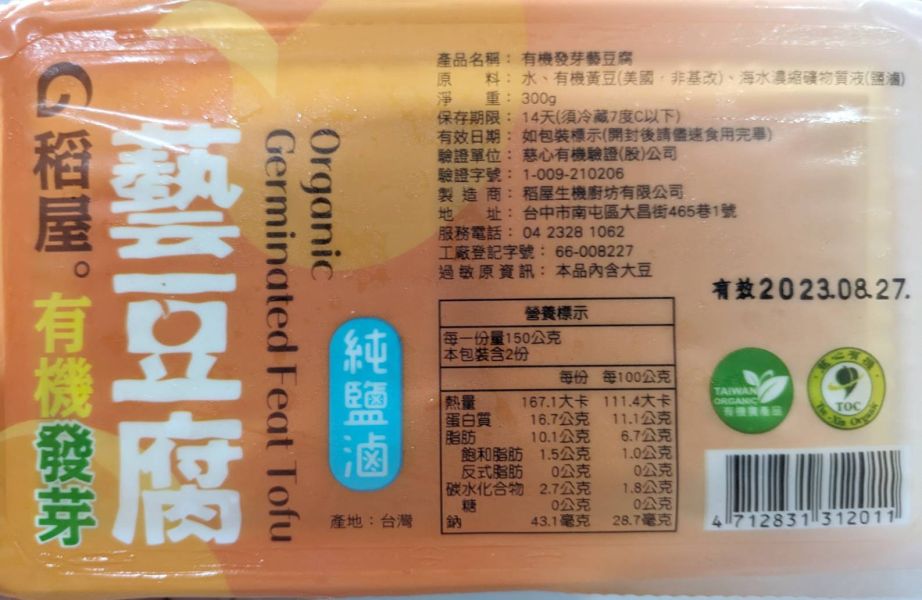 稻屋。有機發芽
藝豆腐
Organic
Germinated Feat Tofu
純鹽滷
產地：台灣
產品名稱：有機發芽藝豆腐
原料：水、有機黃豆(美國，非基改)、海水濃縮礦物質液(鹽滷)
淨重：300g
保存期限：14天(須冷藏7度C以下)
有效日期：如包裝標示(開封後請儘速食用完畢)
驗證單位：慈心有機驗證(股)公司
驗證字號：1-009-210206
製造商：稻屋生機廚坊有限公司
地址：台中市南屯區大昌街465巷1號
服務電話：04 2328 1062
工廠登記字號：66-008227
過敏原資訊：本品內含大豆
營養標示
每一份量150公克
本包裝含2份
每份 每100公克
熱量 167.1大卡 111.4大卡
蛋白質 16.7公克 11.1公克
脂肪 10.1公克 6.7公克
飽和脂肪 1.5公克 1.0公克
反式脂肪 0公克 0公克
碳水化合物 2.7公克 1.8公克
糖 0公克 0公克
鈉 43.1毫克 28.7毫克
有效2023.08.27.
TAIWAN
ORGANIC
有機農產品
慈心有機
TOC
Tse-Xin Organic
4 712831 312011